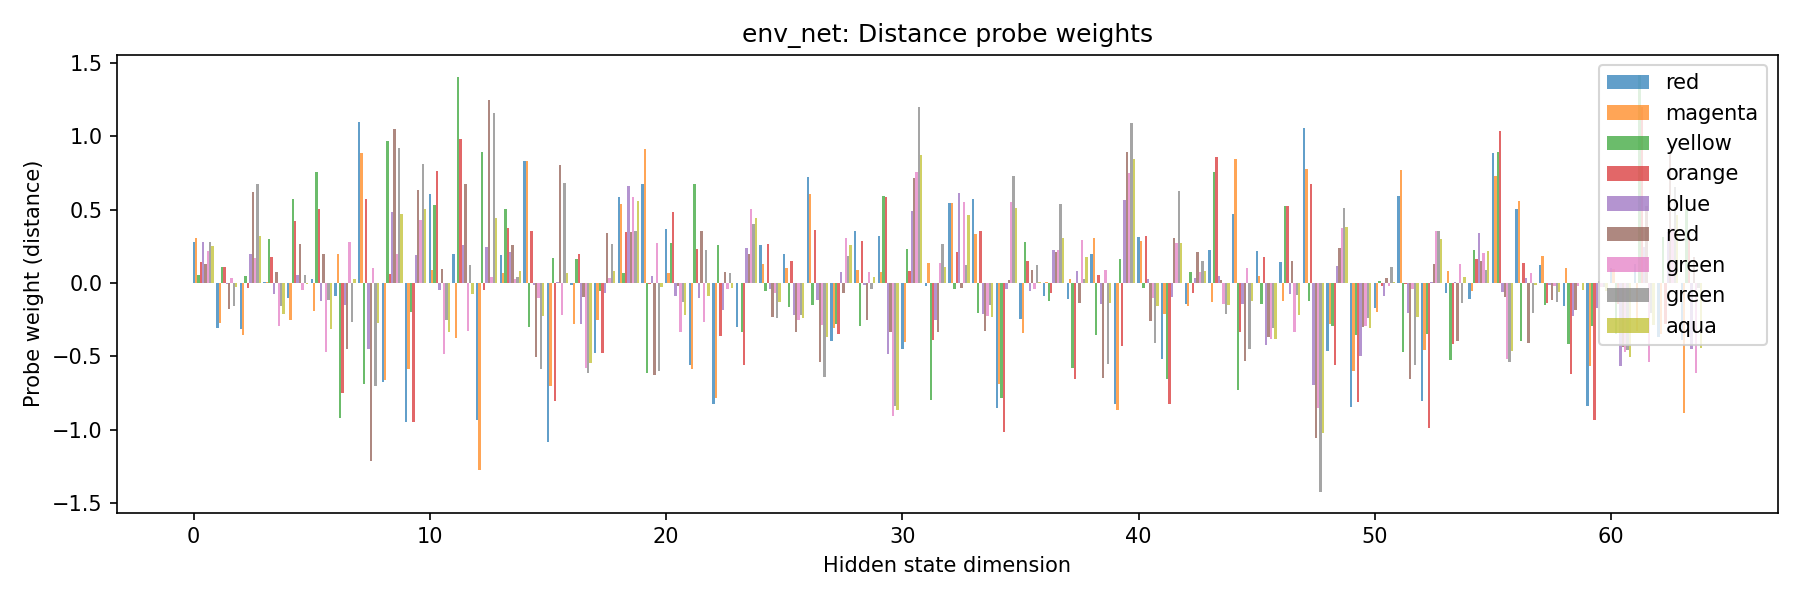 env_net: Distance probe weights
1.5
1.0
0.5
0.0
−0.5
−1.0
−1.5
Probe weight (distance)
red
magenta
yellow
orange
blue
red
green
green
aqua
0 10 20 30 40 50 60
Hidden state dimension